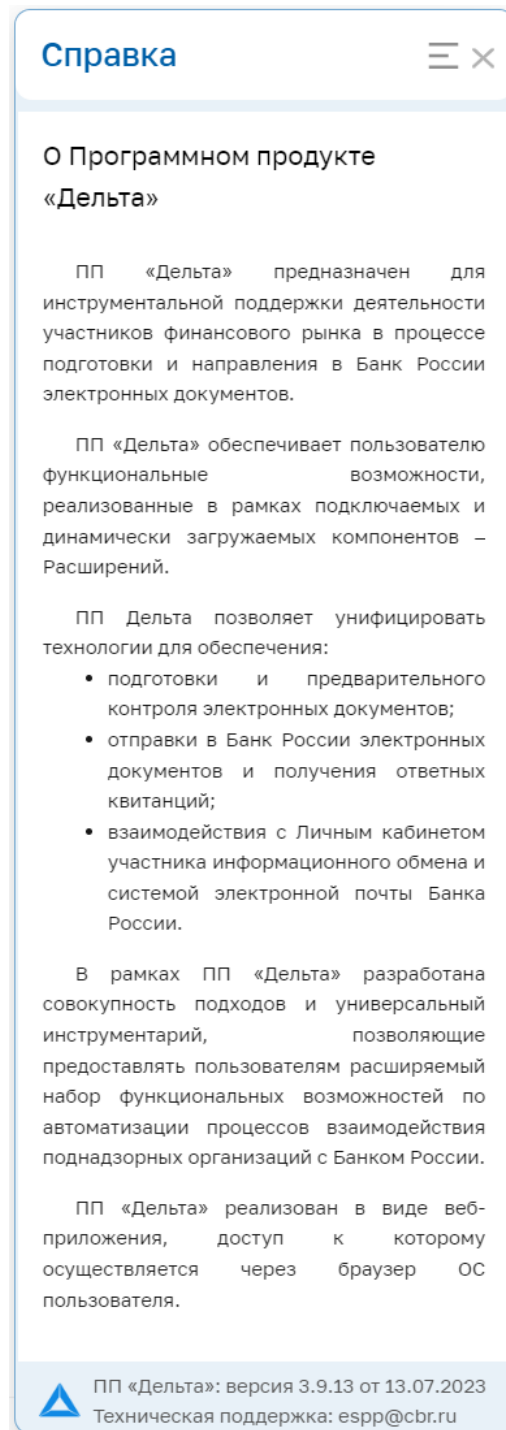 Справка
О Программном продукте
«Дельта»
ПП «Дельта» предназначен для
инструментальной поддержки деятельности
участников финансового рынка в процессе
подготовки и направления в Банк России
электронных документов.
ПП «Дельта» обеспечивает пользователю
функциональные возможности,
реализованные в рамках подключаемых и
динамически загружаемых компонентов –
Расширений.
ПП Дельта позволяет унифицировать
технологии для обеспечения:
• подготовки и предварительного
контроля электронных документов;
• отправки в Банк России электронных
документов и получения ответных
квитанций;
• взаимодействия с Личным кабинетом
участника информационного обмена и
системой электронной почты Банка
России.
В рамках ПП «Дельта» разработана
совокупность подходов и универсальный
инструментарий, позволяющие
предоставлять пользователям расширяемый
набор функциональных возможностей по
автоматизации процессов взаимодействия
поднадзорных организаций с Банком России.
ПП «Дельта» реализован в виде веб-
приложения, доступ к которому
осуществляется через браузер ОС
пользователя.
ПП «Дельта»: версия 3.9.13 от 13.07.2023
Техническая поддержка: espp@cbr.ru